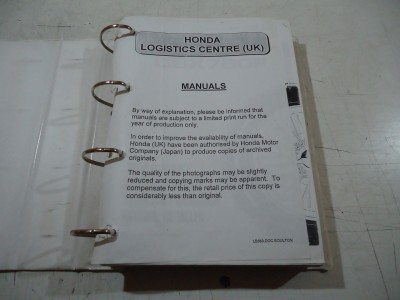 HONDA
LOGISTICS CENTRE (UK)
MANUALS
By way of explanation, please be informed that
manuals are subject to a limited print run for the
year of production only.
In order to improve the availability of manuals,
Honda (UK) have been authorised by Honda Motor
Company (Japan) to produce copies of archived
originals.
The quality of the photographs may be slightly
reduced and copying marks may be apparent. To
compensate for this, the retail price of this copy is
considerably less than original.